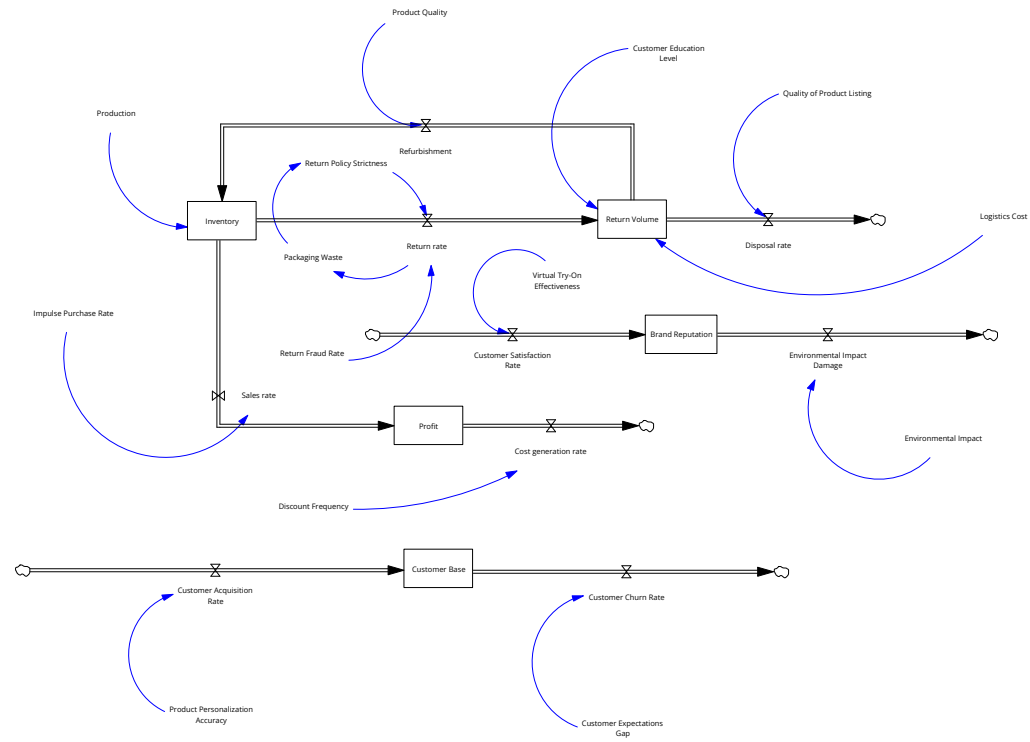 Product Quality
Customer Education
Level
Quality of Product Listing
Production
Refurbishment
Return Policy Strictness
Inventory
Return Volume
Logistics Cost
Return rate
Disposal rate
Packaging Waste
Virtual Try-On
Effectiveness
Impulse Purchase Rate
Brand Reputation
Return Fraud Rate
Customer Satisfaction
Rate
Environmental Impact
Damage
Sales rate
Profit
Cost generation rate
Environmental Impact
Discount Frequency
Customer Base
Customer Acquisition
Rate
Customer Churn Rate
Product Personalization
Accuracy
Customer Expectations
Gap